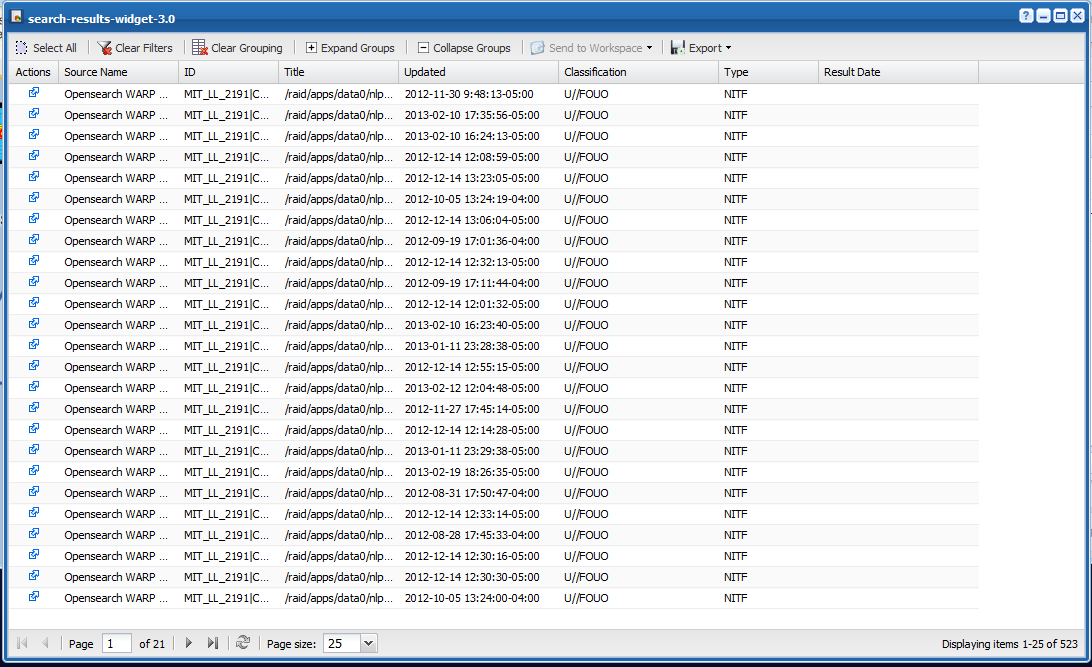 search-results-widget-3.0
Select All Clear Filters Clear Grouping Expand Groups Collapse Groups Send to Workspace Export
Actions Source Name ID Title Updated Classification Type Result Date
Opensearch WARP ... MIT_LL_2191|C... /raid/apps/data0/nlp... 2012-11-30 9:48:13-05:00 U//FOUO NITF
Opensearch WARP ... MIT_LL_2191|C... /raid/apps/data0/nlp... 2013-02-10 17:35:56-05:00 U//FOUO NITF
Opensearch WARP ... MIT_LL_2191|C... /raid/apps/data0/nlp... 2013-02-10 16:24:13-05:00 U//FOUO NITF
Opensearch WARP ... MIT_LL_2191|C... /raid/apps/data0/nlp... 2012-12-14 12:08:59-05:00 U//FOUO NITF
Opensearch WARP ... MIT_LL_2191|C... /raid/apps/data0/nlp... 2012-12-14 13:23:05-05:00 U//FOUO NITF
Opensearch WARP ... MIT_LL_2191|C... /raid/apps/data0/nlp... 2012-10-05 13:24:19-04:00 U//FOUO NITF
Opensearch WARP ... MIT_LL_2191|C... /raid/apps/data0/nlp... 2012-12-14 13:06:04-05:00 U//FOUO NITF
Opensearch WARP ... MIT_LL_2191|C... /raid/apps/data0/nlp... 2012-09-19 17:01:36-04:00 U//FOUO NITF
Opensearch WARP ... MIT_LL_2191|C... /raid/apps/data0/nlp... 2012-12-14 12:32:13-05:00 U//FOUO NITF
Opensearch WARP ... MIT_LL_2191|C... /raid/apps/data0/nlp... 2012-09-19 17:11:44-04:00 U//FOUO NITF
Opensearch WARP ... MIT_LL_2191|C... /raid/apps/data0/nlp... 2012-12-14 12:01:32-05:00 U//FOUO NITF
Opensearch WARP ... MIT_LL_2191|C... /raid/apps/data0/nlp... 2013-02-10 16:23:40-05:00 U//FOUO NITF
Opensearch WARP ... MIT_LL_2191|C... /raid/apps/data0/nlp... 2013-01-11 23:28:38-05:00 U//FOUO NITF
Opensearch WARP ... MIT_LL_2191|C... /raid/apps/data0/nlp... 2012-12-14 12:55:15-05:00 U//FOUO NITF
Opensearch WARP ... MIT_LL_2191|C... /raid/apps/data0/nlp... 2013-02-12 12:04:48-05:00 U//FOUO NITF
Opensearch WARP ... MIT_LL_2191|C... /raid/apps/data0/nlp... 2012-11-27 17:45:14-05:00 U//FOUO NITF
Opensearch WARP ... MIT_LL_2191|C... /raid/apps/data0/nlp... 2012-12-14 12:14:28-05:00 U//FOUO NITF
Opensearch WARP ... MIT_LL_2191|C... /raid/apps/data0/nlp... 2013-01-11 23:29:38-05:00 U//FOUO NITF
Opensearch WARP ... MIT_LL_2191|C... /raid/apps/data0/nlp... 2013-02-19 18:26:35-05:00 U//FOUO NITF
Opensearch WARP ... MIT_LL_2191|C... /raid/apps/data0/nlp... 2012-08-31 17:50:47-04:00 U//FOUO NITF
Opensearch WARP ... MIT_LL_2191|C... /raid/apps/data0/nlp... 2012-12-14 12:33:14-05:00 U//FOUO NITF
Opensearch WARP ... MIT_LL_2191|C... /raid/apps/data0/nlp... 2012-08-28 17:45:33-04:00 U//FOUO NITF
Opensearch WARP ... MIT_LL_2191|C... /raid/apps/data0/nlp... 2012-12-14 12:30:16-05:00 U//FOUO NITF
Opensearch WARP ... MIT_LL_2191|C... /raid/apps/data0/nlp... 2012-12-14 12:30:30-05:00 U//FOUO NITF
Opensearch WARP ... MIT_LL_2191|C... /raid/apps/data0/nlp... 2012-10-05 13:24:00-04:00 U//FOUO NITF
Page 1 of 21 Page size: 25 Displaying items 1-25 of 523